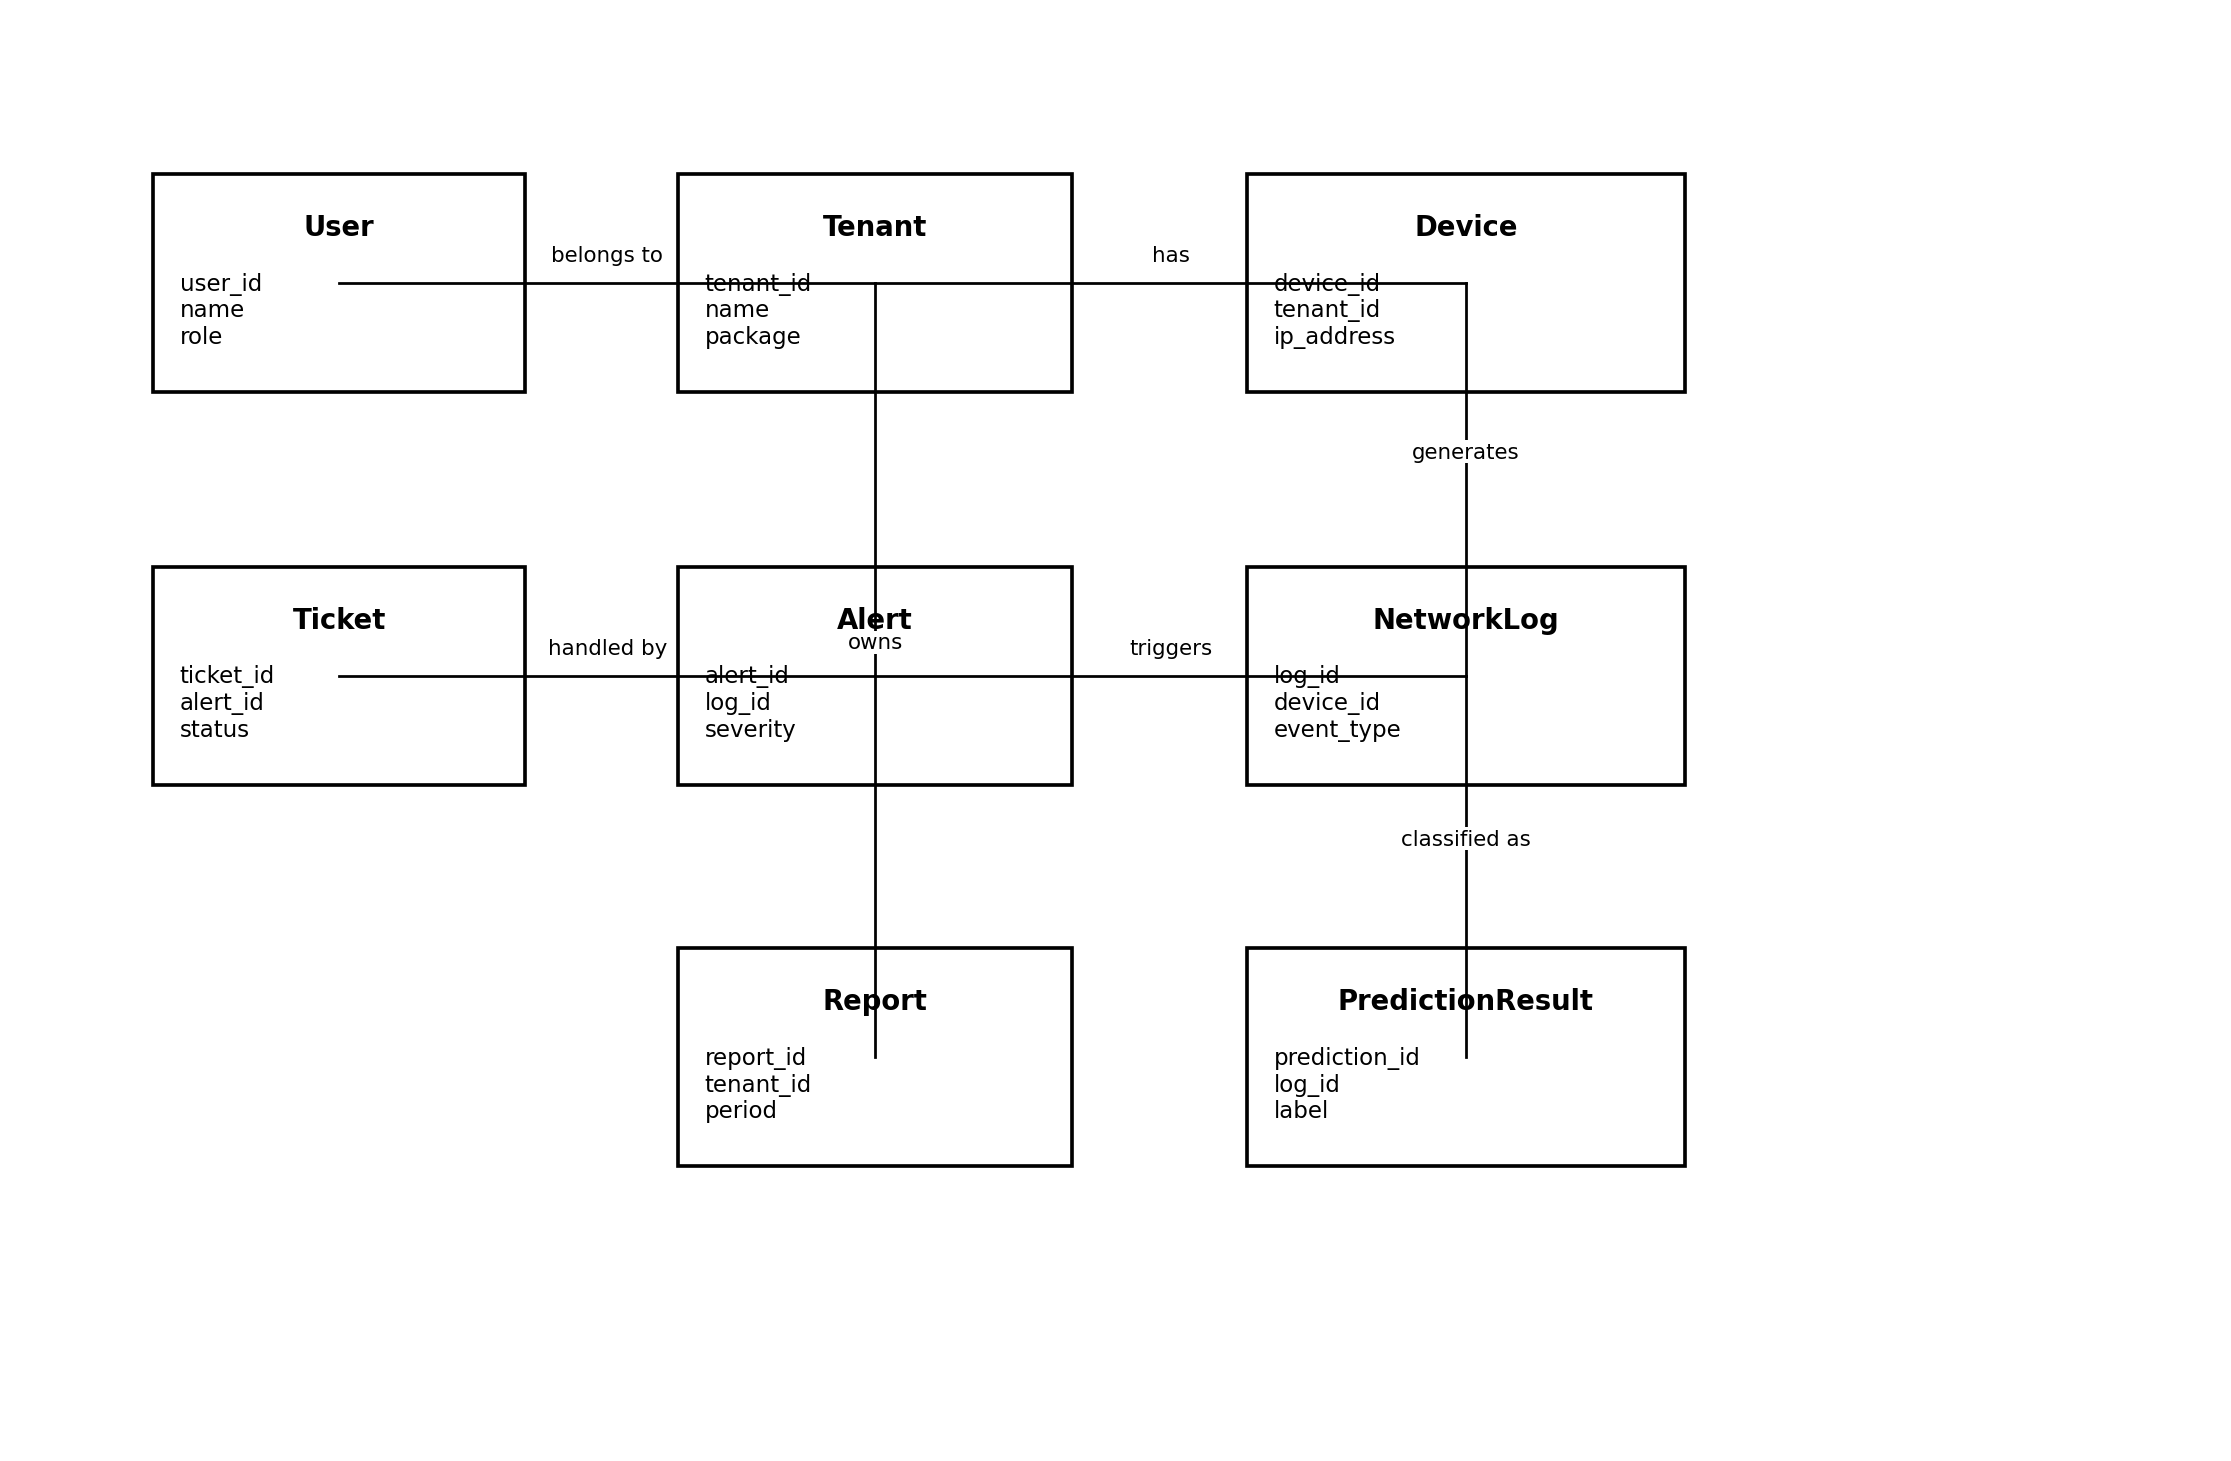 User
user_id
name
role
belongs to
Tenant
tenant_id
name
package
has
Device
device_id
tenant_id
ip_address
generates
Ticket
ticket_id
alert_id
status
handled by
Alert
owns
alert_id
log_id
severity
triggers
NetworkLog
log_id
device_id
event_type
classified as
Report
report_id
tenant_id
period
PredictionResult
prediction_id
log_id
label